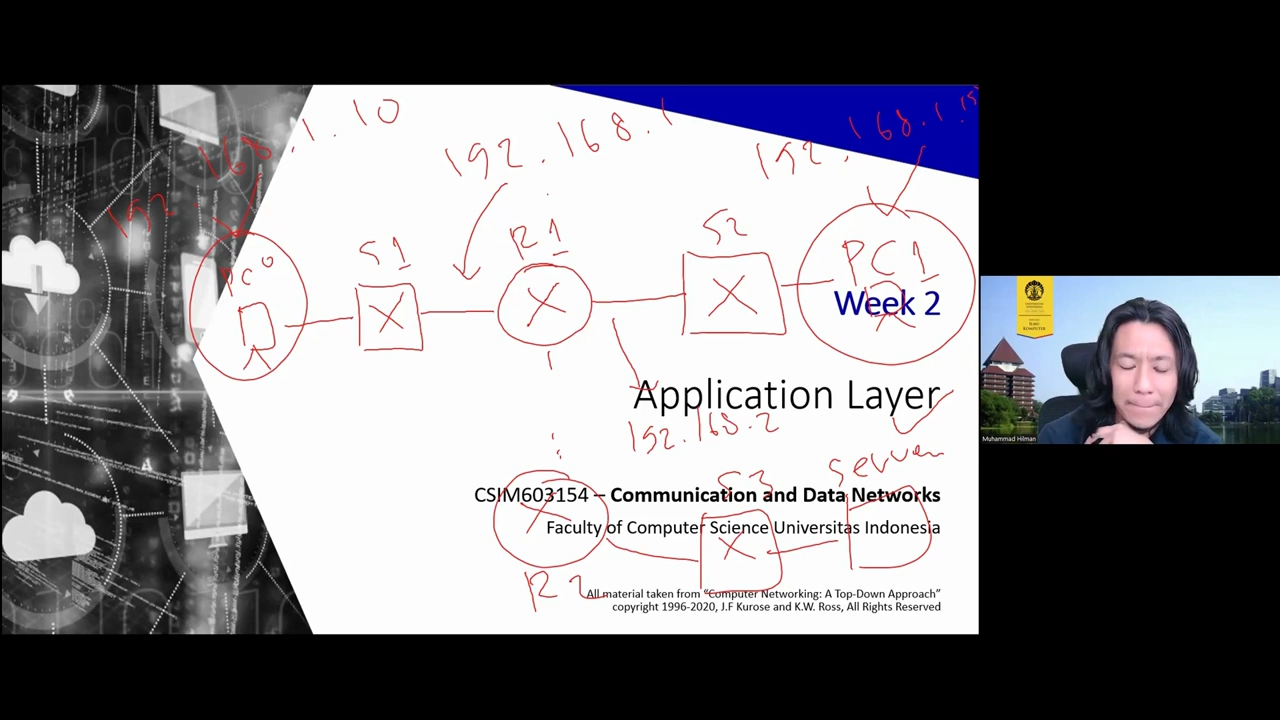 192.168.1.10
192.168.1
192.168.1.15
PC0
S1
R1
S2
PC1
Week 2
Application Layer
192.168.2
server
S3
CSIM603154 – Communication and Data Networks
Faculty of Computer Science Universitas Indonesia
R2
All material taken from “Computer Networking: A Top-Down Approach”
copyright 1996-2020, J.F Kurose and K.W. Ross, All Rights Reserved
Muhammad Hilman